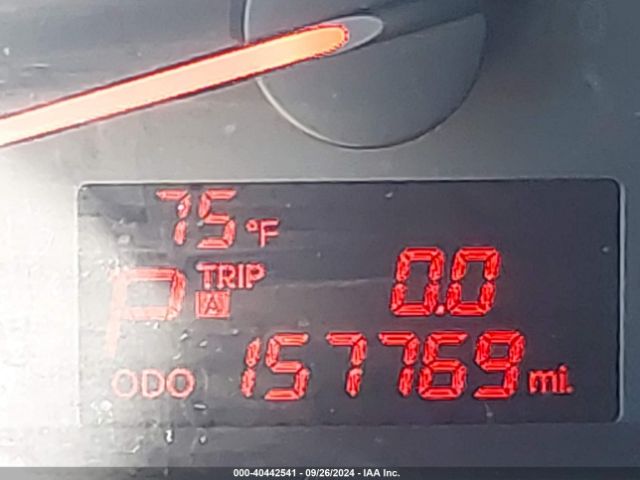 75 °F
P TRIP A 0.0
ODO 157769 mi.
000-40442541 - 09/26/2024 - IAA Inc.